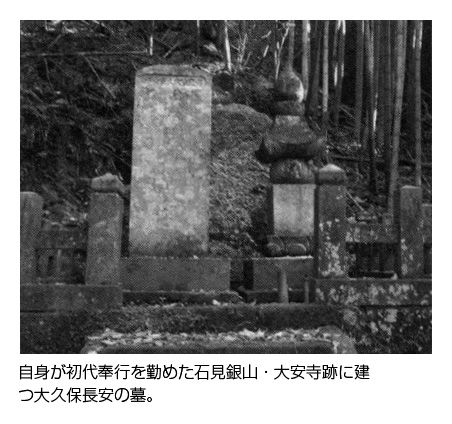 自身が初代奉行を勤めた石見銀山・大安寺跡に建
つ大久保長安の墓。